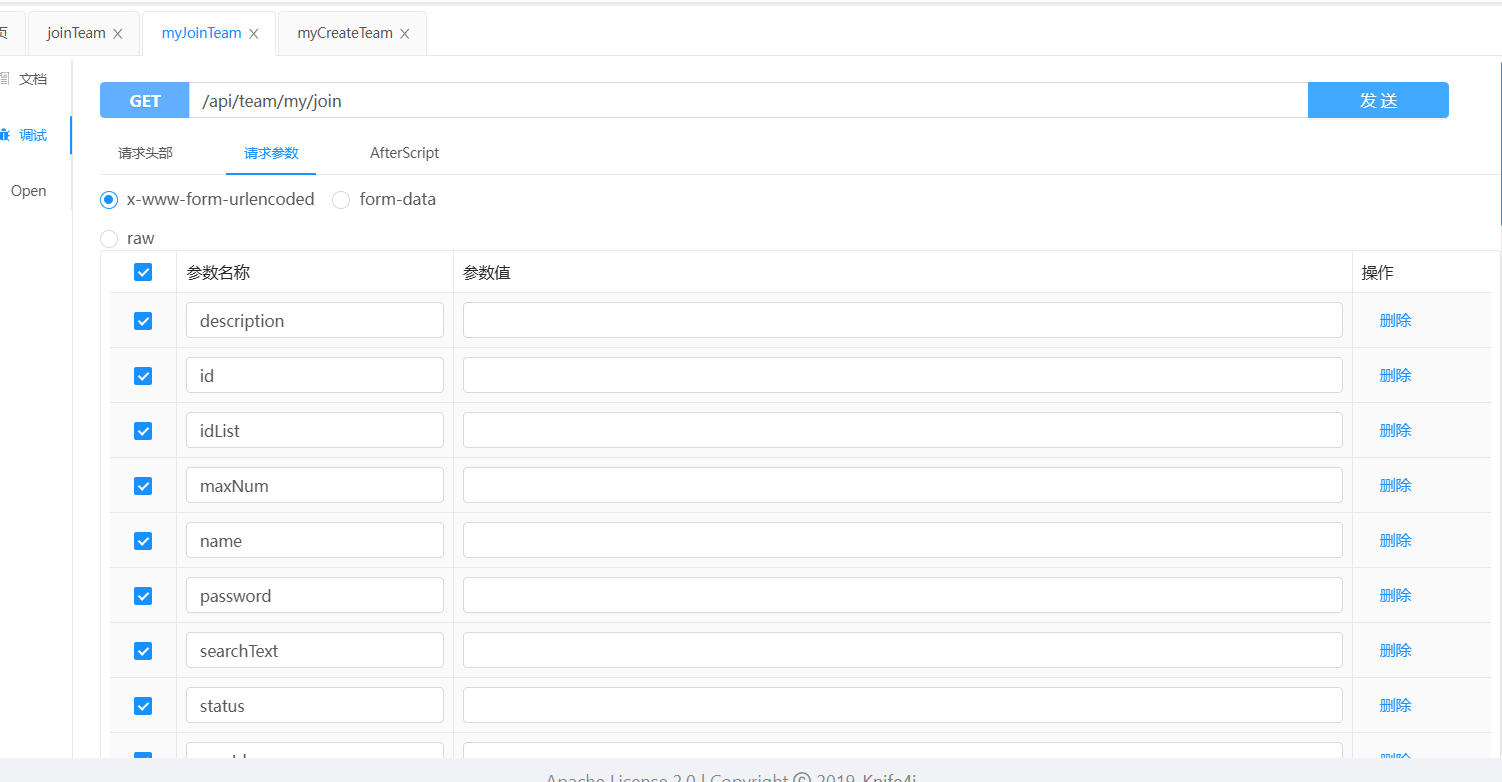 页 joinTeam myJoinTeam myCreateTeam
文档
调试
Open
GET /api/team/my/join 发 送
请求头部 请求参数 AfterScript
x-www-form-urlencoded form-data
raw
参数名称 参数值 操作
description 删除
id 删除
idList 删除
maxNum 删除
name 删除
password 删除
searchText 删除
status 删除
删除
Apache License 2.0 | Copyright © 2019-Knife4j